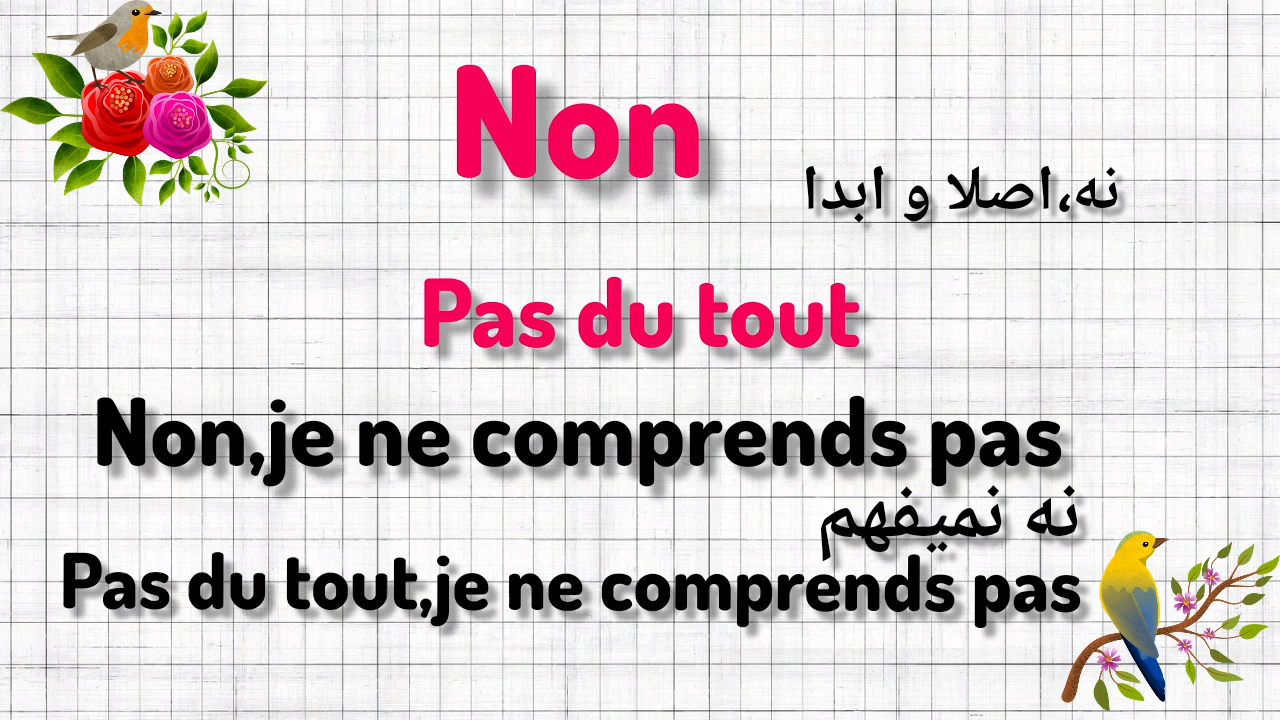 Non
نه،اصلا و ابدا
Pas du tout
Non,je ne comprends pas
نه نمیفهم
Pas du tout,je ne comprends pas